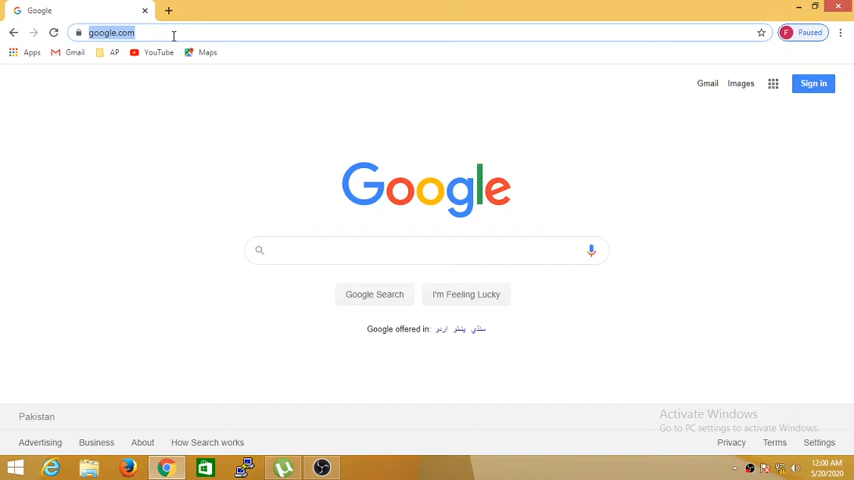 Google
google.com
F Paused
Apps Gmail AP YouTube Maps
Gmail Images Sign in
Google
Google Search I'm Feeling Lucky
Google offered in: اردو پښتو سنڌي
Pakistan
Activate Windows
Go to PC settings to activate Windows.
Advertising Business About How Search works Privacy Terms Settings
12:00 AM
5/20/2020